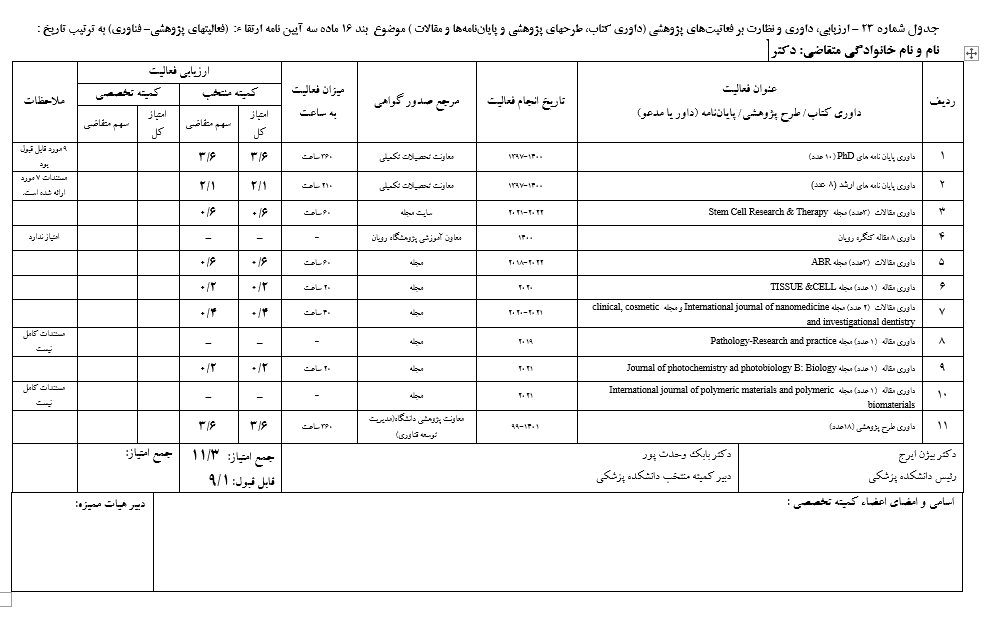 جدول شماره ۲۳ – ارزیابی، داوری و نظارت بر فعاتیت‌های پژوهشی (داوری کتاب، طرحهای پژوهشی و پایان‌نامه‌ها و مقالات ) موضوع بند ۱۶ ماده سه آیین نامه ارتقاء: (فعالیتهای پژوهشی– فناوری) به ترتیب تاریخ :
نام و نام خانوادگی متقاضی: دکتر
ردیف
عنوان فعالیت
داوری کتاب/ طرح پژوهشی/ پایان‌نامه (داور یا مدعو)
تاریخ انجام فعالیت
مرجع صدور گواهی
میزان فعالیت
به ساعت
ارزیابی فعالیت
کمیته منتخب
کمیته تخصصی
امتیاز
کل
سهم متقاضی
امتیاز
کل
سهم متقاضی
ملاحظات
۱ داوری پایان نامه های PhD (۱۰ عدد) ۱۳۹۷-۱۴۰۰ معاونت تحصیلات تکمیلی ۳۶۰ ساعت ۳/۶ ۳/۶ ۹ مورد قابل قبول
بود
۲ داوری پایان نامه های ارشد (۸ عدد) ۱۳۹۷-۱۴۰۰ معاونت تحصیلات تکمیلی ۲۱۰ ساعت ۲/۱ ۲/۱ مستندات ۷ مورد
ارائه شده است.
۳ داوری مقالات (۳عدد) مجله Stem Cell Research & Therapy ۲۰۲۱-۲۰۲۲ سایت مجله ۶۰ ساعت ۰/۶ ۰/۶
۴ داوری ۸ مقاله کنگره رویان ۱۴۰۰ معاون آموزشی پژوهشگاه رویان - – – امتیاز ندارد
۵ داوری مقالات (۳عدد) مجله ABR ۲۰۱۸-۲۰۲۲ مجله ۶۰ ساعت ۰/۶ ۰/۶
۶ داوری مقاله (۱ عدد) مجله TISSUE &CELL ۲۰۲۰ مجله ۲۰ ساعت ۰/۲ ۰/۲
۷ داوری مقالات (۲ عدد) مجله International journal of nanomedicine و مجله clinical, cosmetic
and investigational dentistry ۲۰۲۰-۲۰۲۱ مجله ۴۰ ساعت ۰/۴ ۰/۴
۸ داوری مقاله (۱ عدد) مجله Pathology-Research and practice ۲۰۱۹ مجله - – – مستندات کامل
نیست
۹ داوری مقاله (۱ عدد) مجله Journal of photochemistry ad photobiology B: Biology ۲۰۲۱ مجله ۲۰ ساعت ۰/۲ ۰/۲
۱۰ داوری مقاله (۱ عدد) مجله International journal of polymeric materials and polymeric
biomaterials ۲۰۲۱ مجله - – – مستندات کامل
نیست
۱۱ داوری طرح پژوهشی (۱۸عدد) ۹۹-۱۴۰۱ معاونت پژوهشی دانشگاه(مدیریت
توسعه فناوری) ۳۶۰ ساعت ۳/۶ ۳/۶
دکتر بیژن ایرج
رئیس دانشکده پزشکی
دکتر بابک وحدت پور
دبیر کمیته منتخب دانشکده پزشکی
جمع امتیاز: ۱۱/۳
قابل قبول: ۹/۱
جمع امتیاز:
اسامی و امضای اعضاء کمیته تخصصی :
دبیر هیات ممیزه: